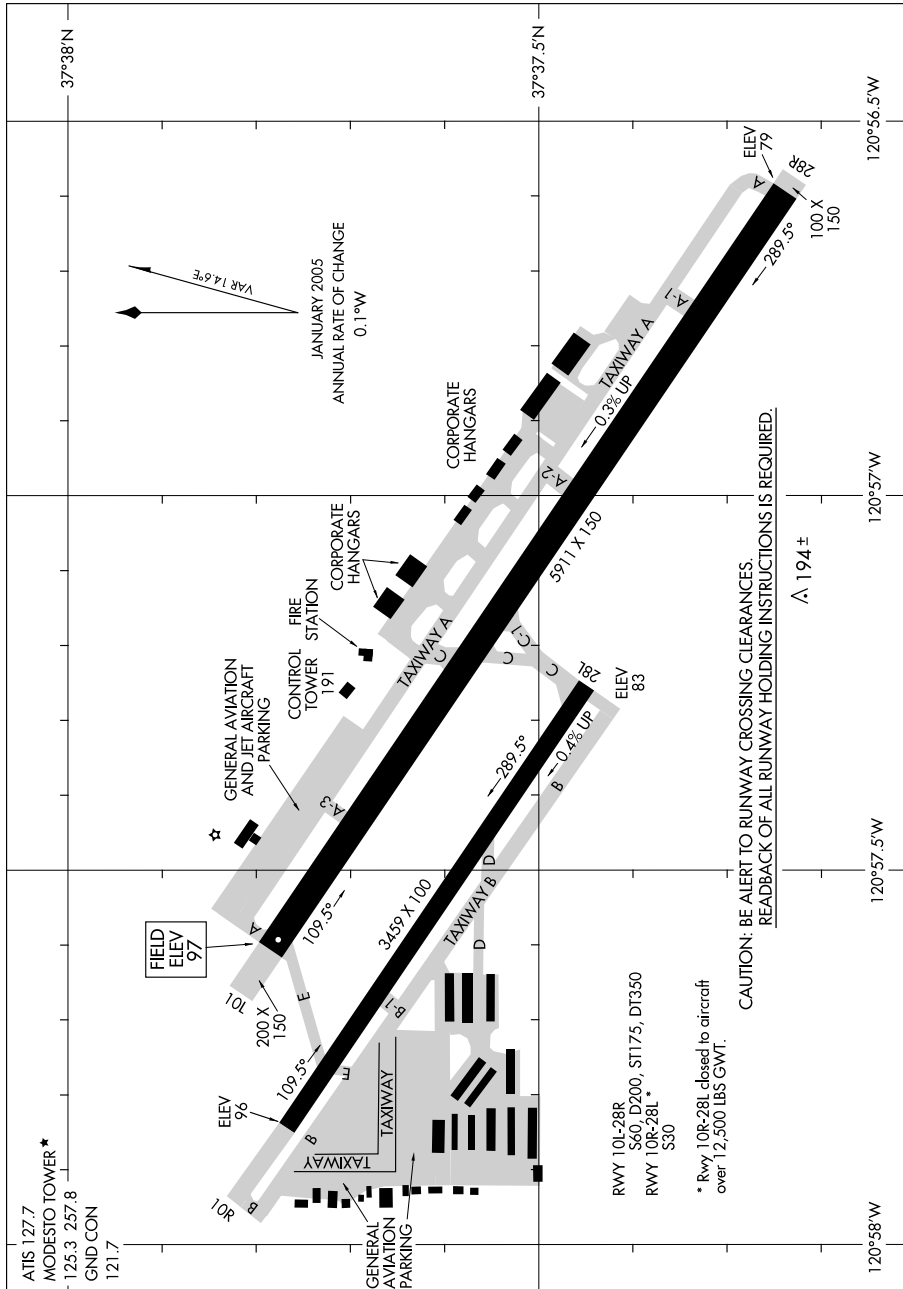 ATIS 127.7
MODESTO TOWER★
125.3 257.8
GND CON
121.7
37°38'N
37°37.5'N
VAR 14.6°E
JANUARY 2005
ANNUAL RATE OF CHANGE
0.1°W
FIELD
ELEV
97
GENERAL AVIATION
AND JET AIRCRAFT
PARKING
CONTROL
TOWER
191
FIRE
STATION
CORPORATE
HANGARS
CORPORATE
HANGARS
10L
200 X
150
A
A-3
109.5°
TAXIWAY A
C
C
C
C-1
5911 X 150
A-2
0.3% UP
TAXIWAY A
A-1
289.5°
A
ELEV
79
28R
100 X
150
10R
B
ELEV
96
B
109.5°
E
E
3459 X 100
B-1
TAXIWAY B
D
D
289.5°
0.4% UP
B
28L
ELEV
83
TAXIWAY
TAXIWAY
GENERAL
AVIATION
PARKING
RWY 10L-28R
S60, D200, ST175, DT350
RWY 10R-28L*
S30
* Rwy 10R-28L closed to aircraft
over 12,500 LBS GWT.
CAUTION: BE ALERT TO RUNWAY CROSSING CLEARANCES.
READBACK OF ALL RUNWAY HOLDING INSTRUCTIONS IS REQUIRED.
194±
120°58'W
120°57.5'W
120°57'W
120°56.5'W